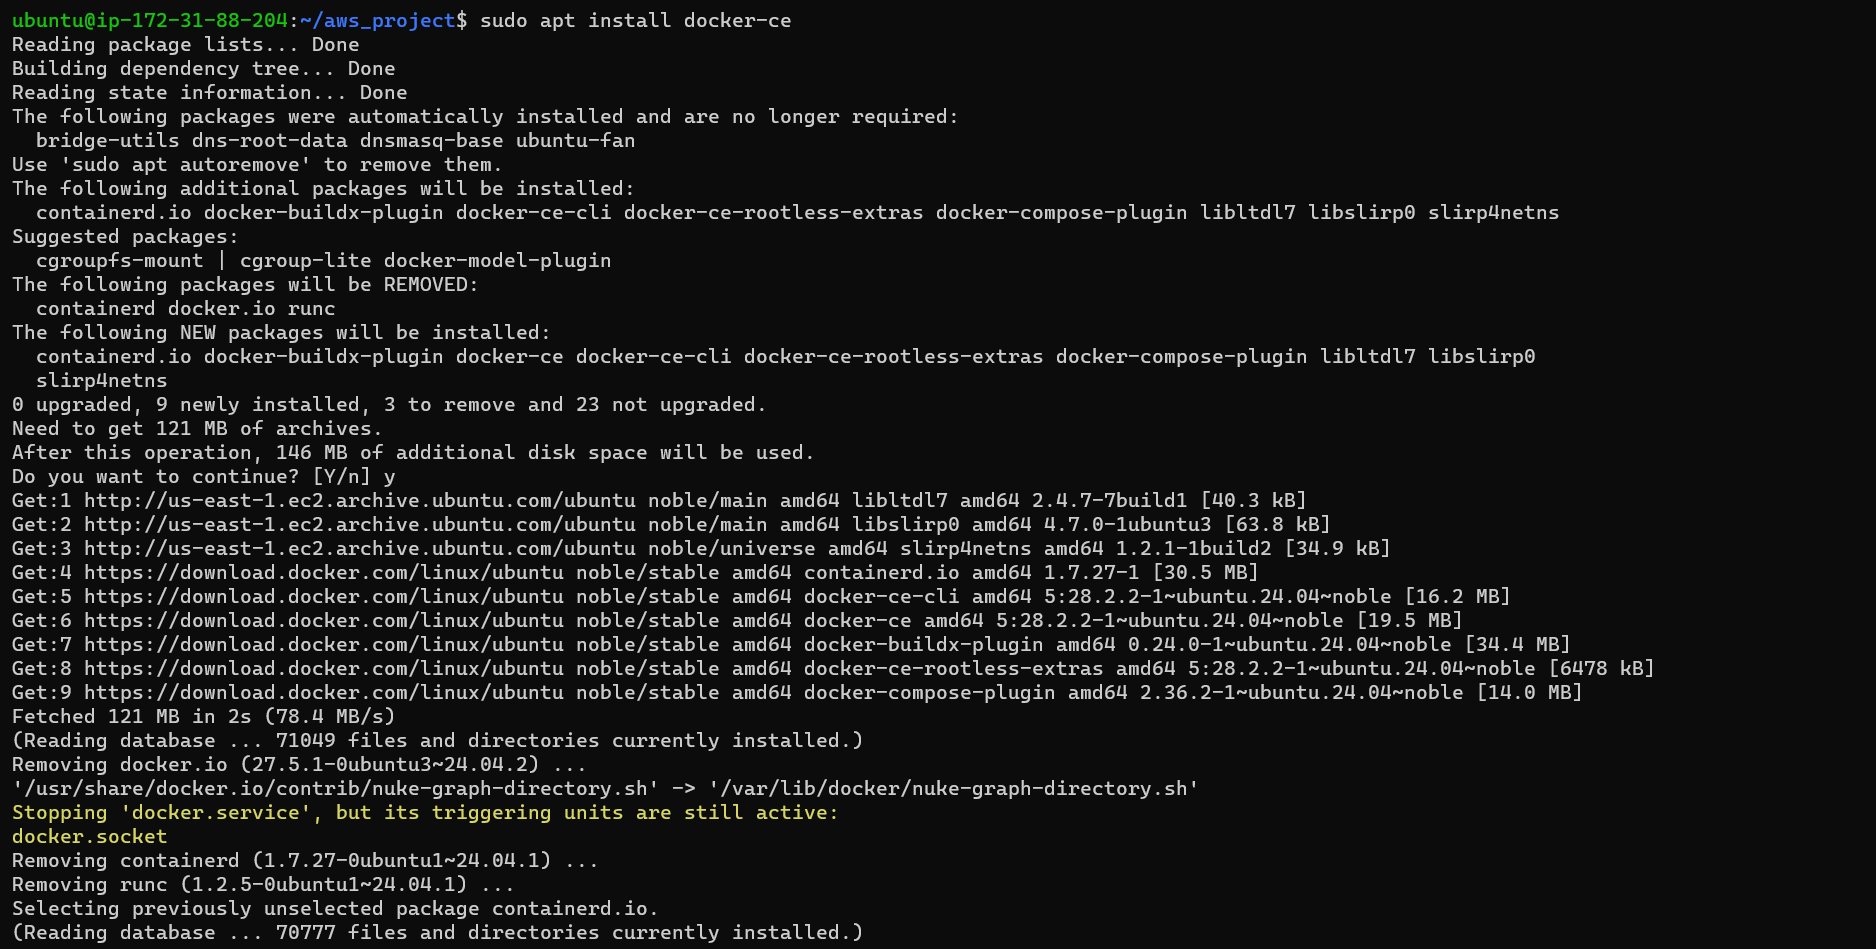 ubuntu@ip-172-31-88-204:~/aws_project$ sudo apt install docker-ce
Reading package lists... Done
Building dependency tree... Done
Reading state information... Done
The following packages were automatically installed and are no longer required:
  bridge-utils dns-root-data dnsmasq-base ubuntu-fan
Use 'sudo apt autoremove' to remove them.
The following additional packages will be installed:
  containerd.io docker-buildx-plugin docker-ce-cli docker-ce-rootless-extras docker-compose-plugin libltdl7 libslirp0 slirp4netns
Suggested packages:
  cgroupfs-mount | cgroup-lite docker-model-plugin
The following packages will be REMOVED:
  containerd docker.io runc
The following NEW packages will be installed:
  containerd.io docker-buildx-plugin docker-ce docker-ce-cli docker-ce-rootless-extras docker-compose-plugin libltdl7 libslirp0
  slirp4netns
0 upgraded, 9 newly installed, 3 to remove and 23 not upgraded.
Need to get 121 MB of archives.
After this operation, 146 MB of additional disk space will be used.
Do you want to continue? [Y/n] y
Get:1 http://us-east-1.ec2.archive.ubuntu.com/ubuntu noble/main amd64 libltdl7 amd64 2.4.7-7build1 [40.3 kB]
Get:2 http://us-east-1.ec2.archive.ubuntu.com/ubuntu noble/main amd64 libslirp0 amd64 4.7.0-1ubuntu3 [63.8 kB]
Get:3 http://us-east-1.ec2.archive.ubuntu.com/ubuntu noble/universe amd64 slirp4netns amd64 1.2.1-1build2 [34.9 kB]
Get:4 https://download.docker.com/linux/ubuntu noble/stable amd64 containerd.io amd64 1.7.27-1 [30.5 MB]
Get:5 https://download.docker.com/linux/ubuntu noble/stable amd64 docker-ce-cli amd64 5:28.2.2-1~ubuntu.24.04~noble [16.2 MB]
Get:6 https://download.docker.com/linux/ubuntu noble/stable amd64 docker-ce amd64 5:28.2.2-1~ubuntu.24.04~noble [19.5 MB]
Get:7 https://download.docker.com/linux/ubuntu noble/stable amd64 docker-buildx-plugin amd64 0.24.0-1~ubuntu.24.04~noble [34.4 MB]
Get:8 https://download.docker.com/linux/ubuntu noble/stable amd64 docker-ce-rootless-extras amd64 5:28.2.2-1~ubuntu.24.04~noble [6478 kB]
Get:9 https://download.docker.com/linux/ubuntu noble/stable amd64 docker-compose-plugin amd64 2.36.2-1~ubuntu.24.04~noble [14.0 MB]
Fetched 121 MB in 2s (78.4 MB/s)
(Reading database ... 71049 files and directories currently installed.)
Removing docker.io (27.5.1-0ubuntu3~24.04.2) ...
'/usr/share/docker.io/contrib/nuke-graph-directory.sh' -> '/var/lib/docker/nuke-graph-directory.sh'
Stopping 'docker.service', but its triggering units are still active:
docker.socket
Removing containerd (1.7.27-0ubuntu1~24.04.1) ...
Removing runc (1.2.5-0ubuntu1~24.04.1) ...
Selecting previously unselected package containerd.io.
(Reading database ... 70777 files and directories currently installed.)